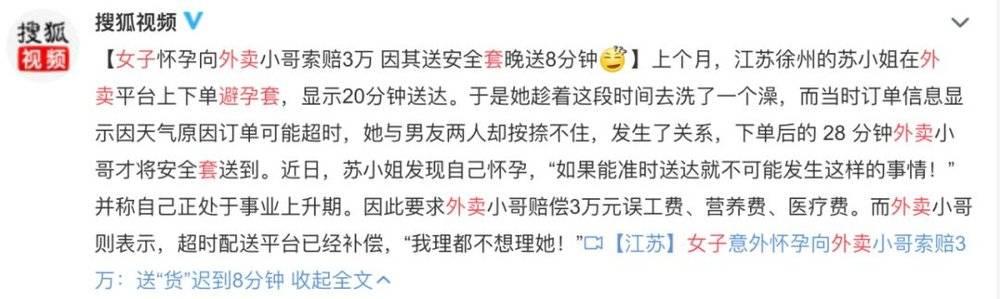 搜狐视频
搜狐
视频
【女子怀孕向外卖小哥索赔3万 因其送安全套晚送8分钟】上个月，江苏徐州的苏小姐在外
卖平台上下单避孕套，显示20分钟送达。于是她趁着这段时间去洗了一个澡，而当时订单信息显
示因天气原因订单可能超时，她与男友两人却按捺不住，发生了关系，下单后的 28 分钟外卖小
哥才将安全套送到。近日，苏小姐发现自己怀孕，“如果能准时送达就不可能发生这样的事情！”
并称自己正处于事业上升期。因此要求外卖小哥赔偿3万元误工费、营养费、医疗费。而外卖小哥
则表示，超时配送平台已经补偿，“我理都不想理她！”【江苏】女子意外怀孕向外卖小哥索赔3
万：送“货”迟到8分钟 收起全文